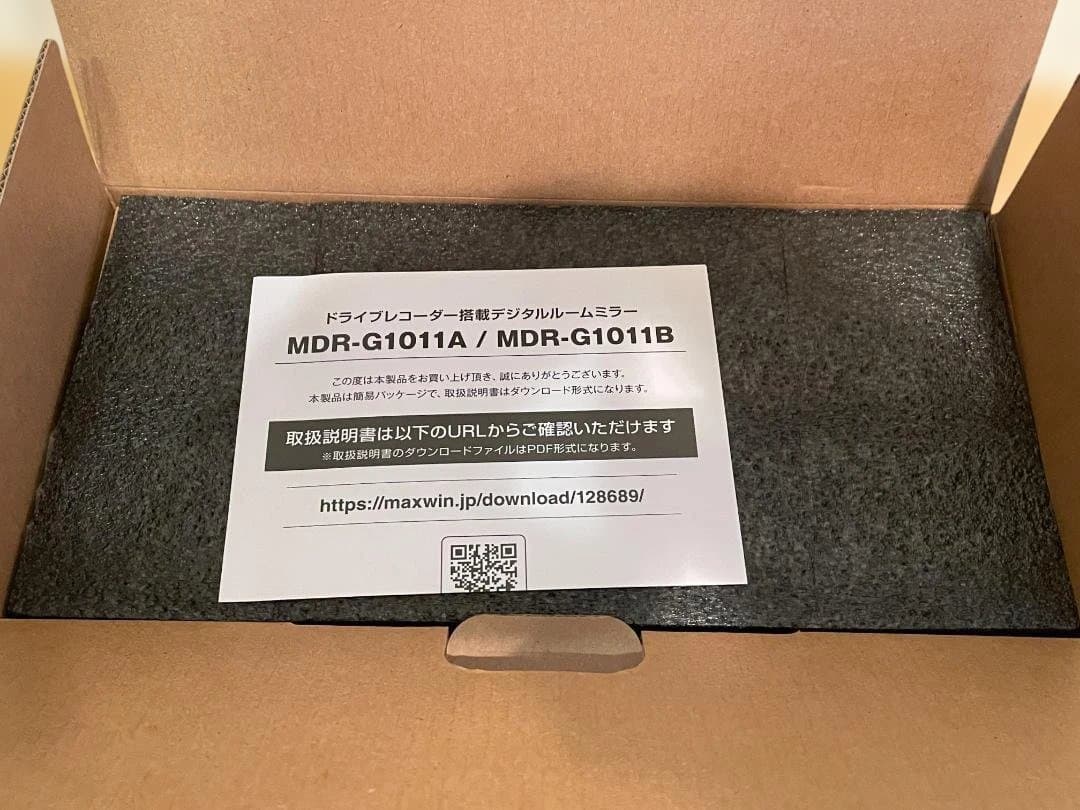 ドライブレコーダー搭載デジタルルームミラー
MDR-G1011A / MDR-G1011B
この度は本製品をお買い上げ頂き、誠にありがとうございます。
本製品は簡易パッケージで、取扱説明書はダウンロード形式になります。
取扱説明書は以下のURLからご確認いただけます
※取扱説明書のダウンロードファイルはPDF形式になります。
https://maxwin.jp/download/128689/